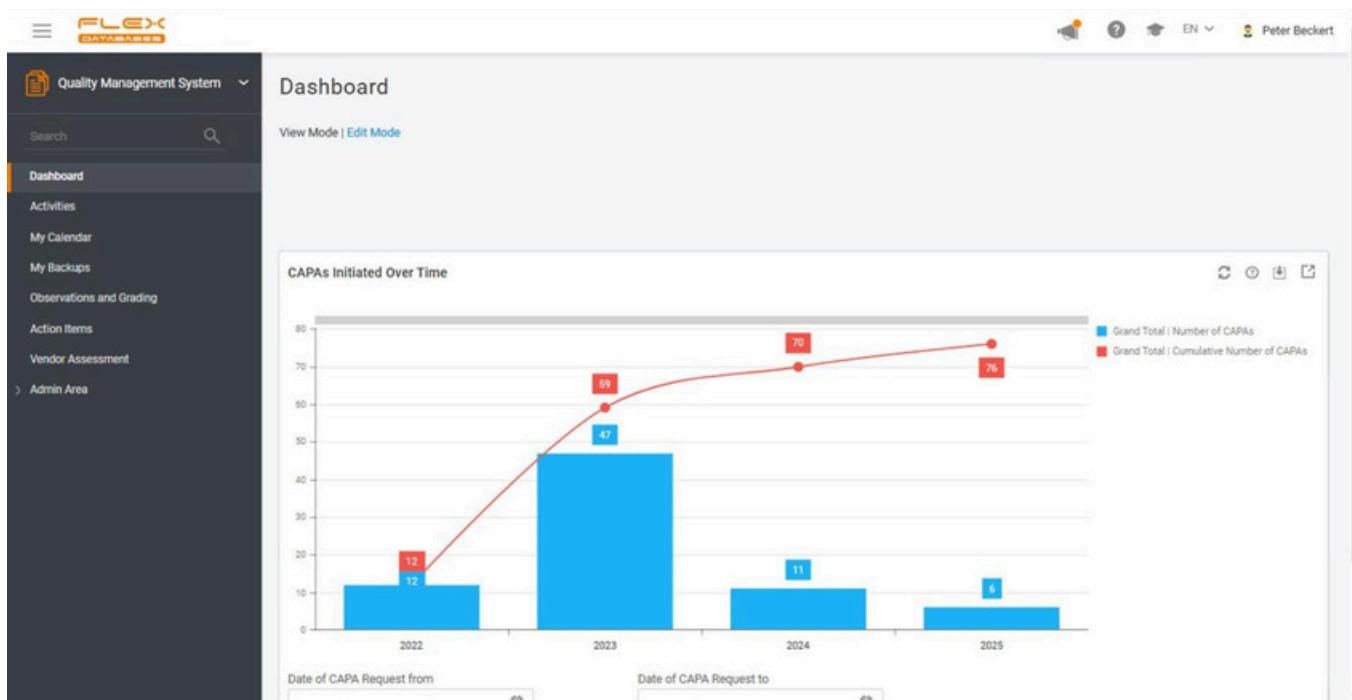 FLEX
DATABASES
EN
Peter Beckert
Quality Management System
Search
Dashboard
Activities
My Calendar
My Backups
Observations and Grading
Action Items
Vendor Assessment
Admin Area
Dashboard
View Mode | Edit Mode
CAPAs Initiated Over Time
80
70
60
50
40
30
20
10
0
12
12
59
47
70
11
76
6
2022
2023
2024
2025
Grand Total | Number of CAPAs
Grand Total | Cumulative Number of CAPAs
Date of CAPA Request from
Date of CAPA Request to